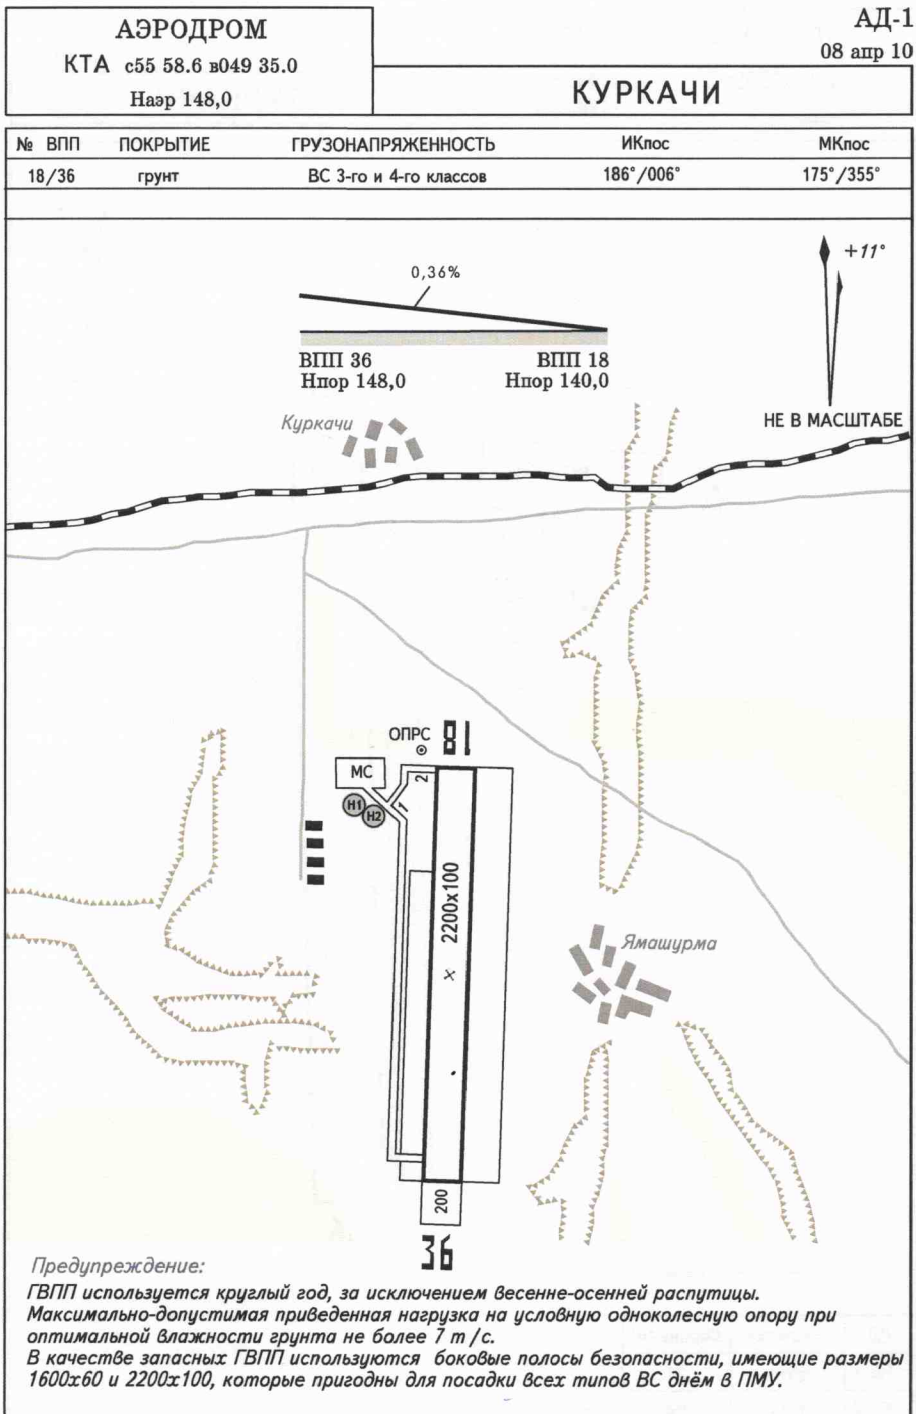 АЭРОДРОМ
КТА с55 58.6 в049 35.0
Наэр 148,0
АД-1
08 апр 10
КУРКАЧИ
№ ВПП ПОКРЫТИЕ ГРУЗОНАПРЯЖЕННОСТЬ ИКпос МКпос
18/36 грунт ВС 3-го и 4-го классов 186°/006° 175°/355°
+11°
0,36%
ВПП 36 ВПП 18
Нпор 148,0 Нпор 140,0
НЕ В МАСШТАБЕ
Куркачи
ОПРС
18
МС
2
Н1
Н2
1
2200х100
Ямашурма
200
36
Предупреждение:
ГВПП используется круглый год, за исключением весенне-осенней распутицы.
Максимально-допустимая приведенная нагрузка на условную одноколесную опору при
оптимальной влажности грунта не более 7 т /с.
В качестве запасных ГВПП используются боковые полосы безопасности, имеющие размеры
1600х60 и 2200х100, которые пригодны для посадки всех типов ВС днём в ПМУ.